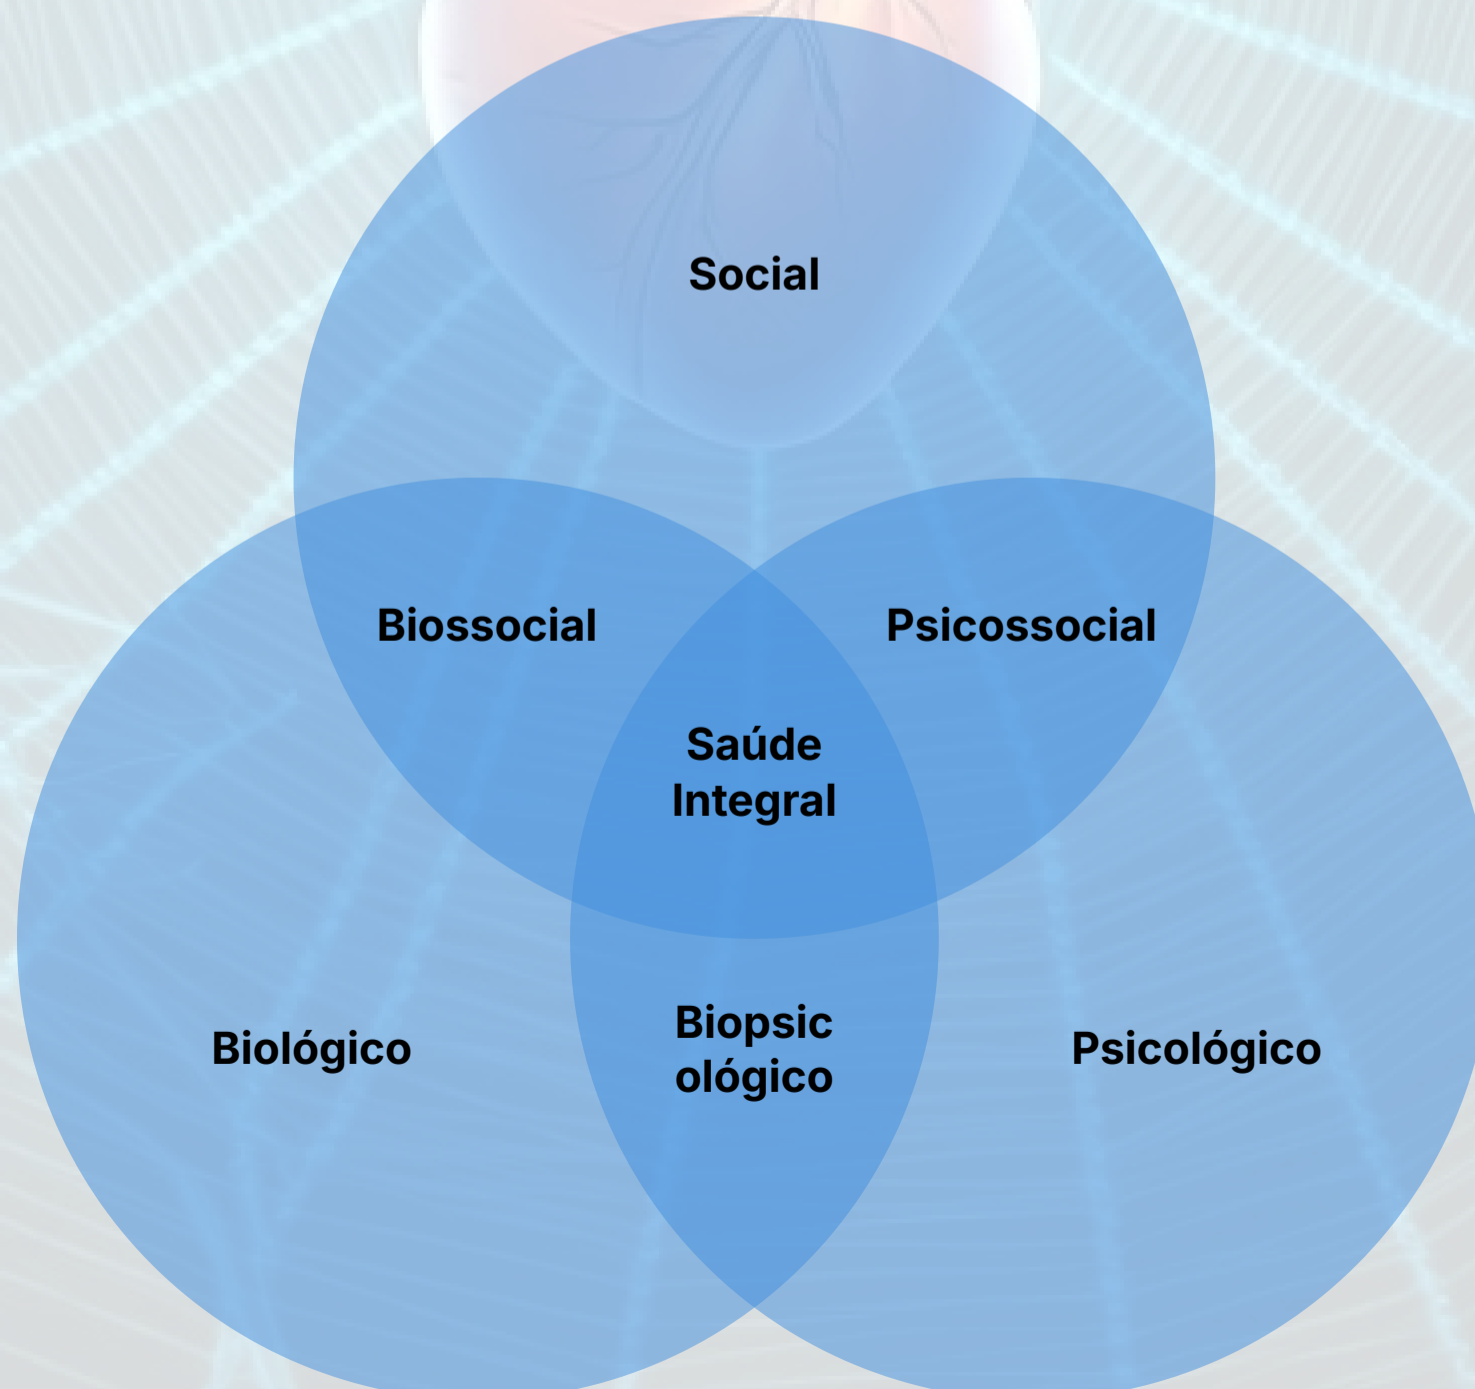 Social
Biossocial
Psicossocial
Saúde
Integral
Biológico
Biopsic
ológico
Psicológico